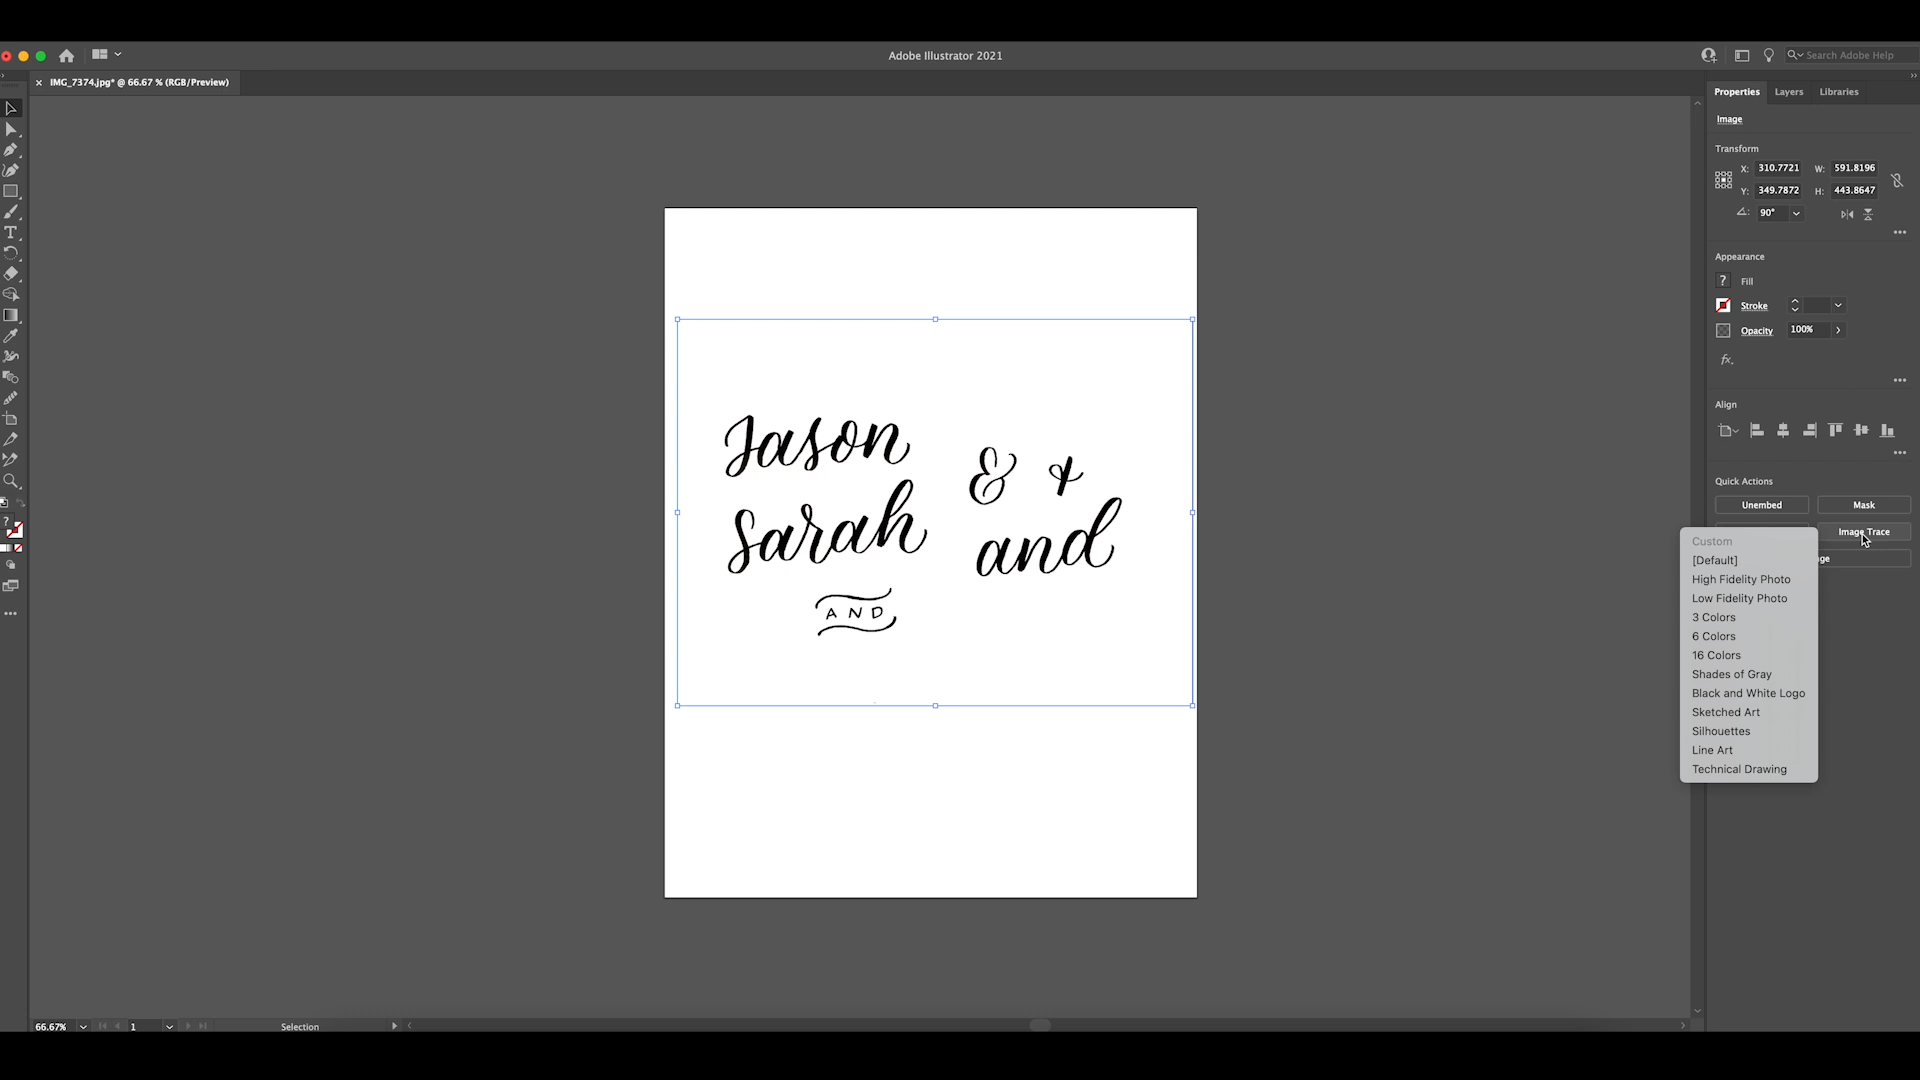 Adobe Illustrator 2021
Search Adobe Help
× IMG_7374.jpg* @ 66.67 % (RGB/Preview)
Properties Layers Libraries
Image
Transform
X: 310.7721 W: 591.8196
Y: 349.7872 H: 443.8647
90°
Appearance
? Fill
Stroke
Opacity 100%
fx.
Align
Quick Actions
Unembed Mask
Image Trace
ge
Custom
[Default]
High Fidelity Photo
Low Fidelity Photo
3 Colors
6 Colors
16 Colors
Shades of Gray
Black and White Logo
Sketched Art
Silhouettes
Line Art
Technical Drawing
Jason
Sarah
AND
& +
and
66.67% 1 Selection